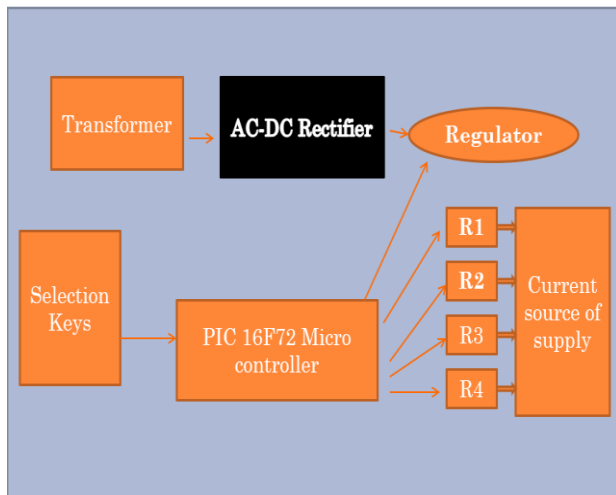 Transformer
AC-DC Rectifier
Regulator
Selection
Keys
PIC 16F72 Micro
controller
R1
R2
R3
R4
Current
source of
supply